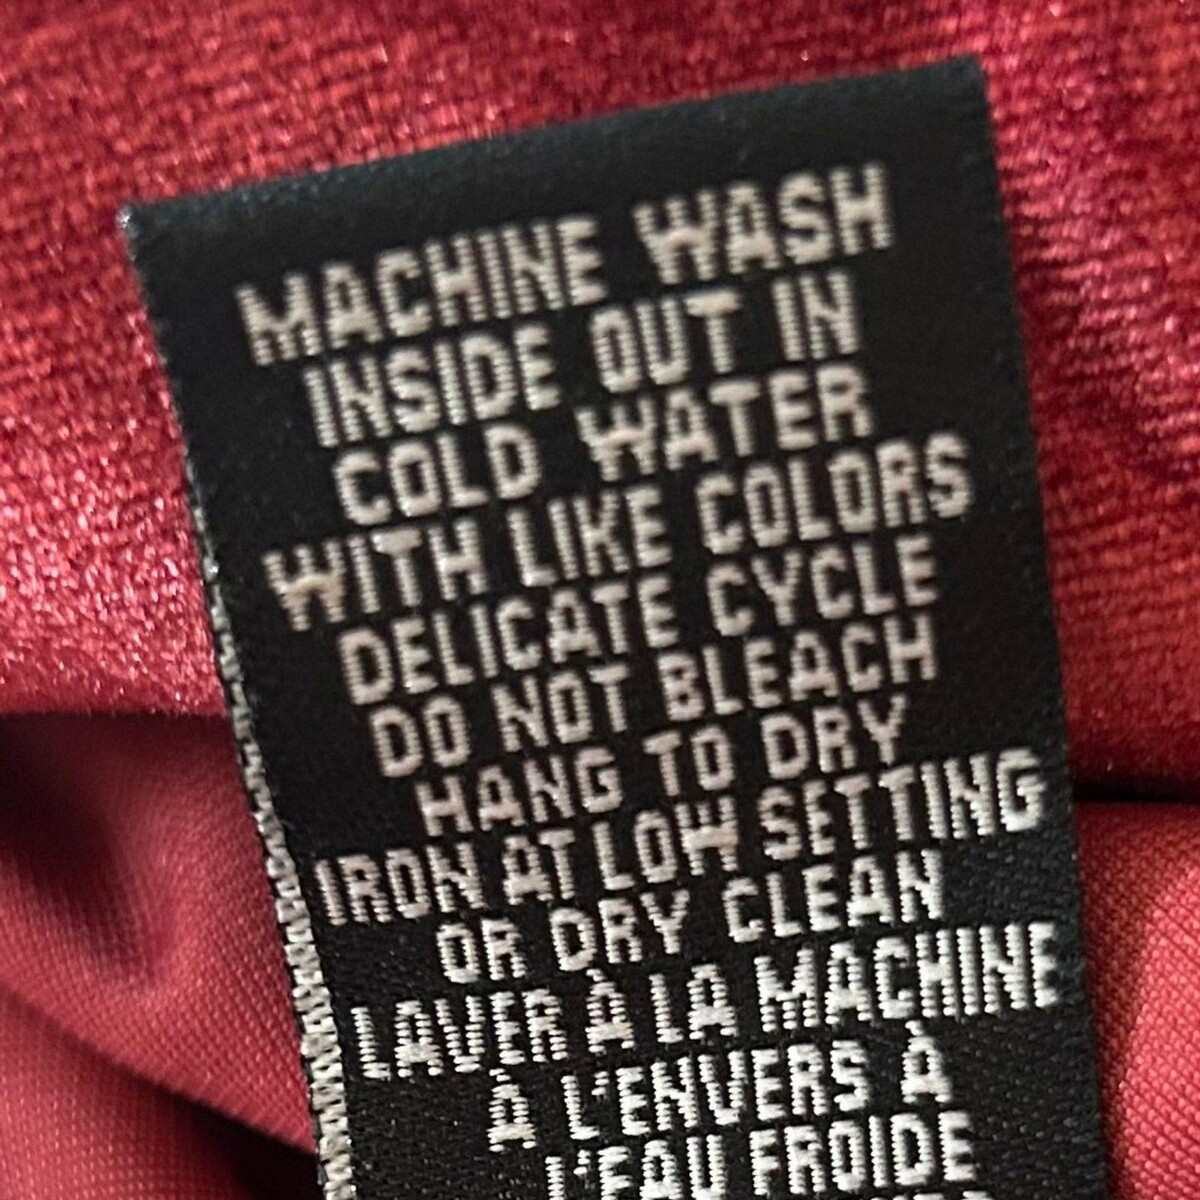 MACHINE WASH
INSIDE OUT IN
COLD WATER
WITH LIKE COLORS
DELICATE CYCLE
DO NOT BLEACH
HANG TO DRY
IRON AT LOW SETTING
OR DRY CLEAN
LAVER À LA MACHINE
À L'ENVERS À
L'EAU FROIDE